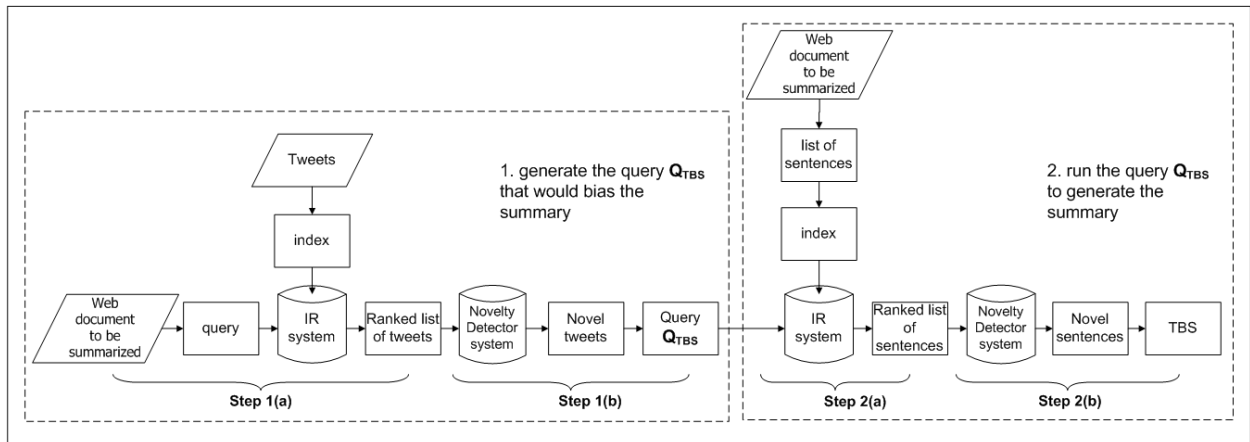 Web
document
to be
summarized
Tweets
list of
sentences
1. generate the query QTBS
that would bias the
summary
2. run the query QTBS
to generate the
summary
index
index
Web
document
to be
summarized
query
IR
system
Ranked list
of tweets
Novelty
Detector
system
Novel
tweets
Query
QTBS
IR
system
Ranked list
of
sentences
Novelty
Detector
system
Novel
sentences
TBS
Step 1(a)
Step 1(b)
Step 2(a)
Step 2(b)